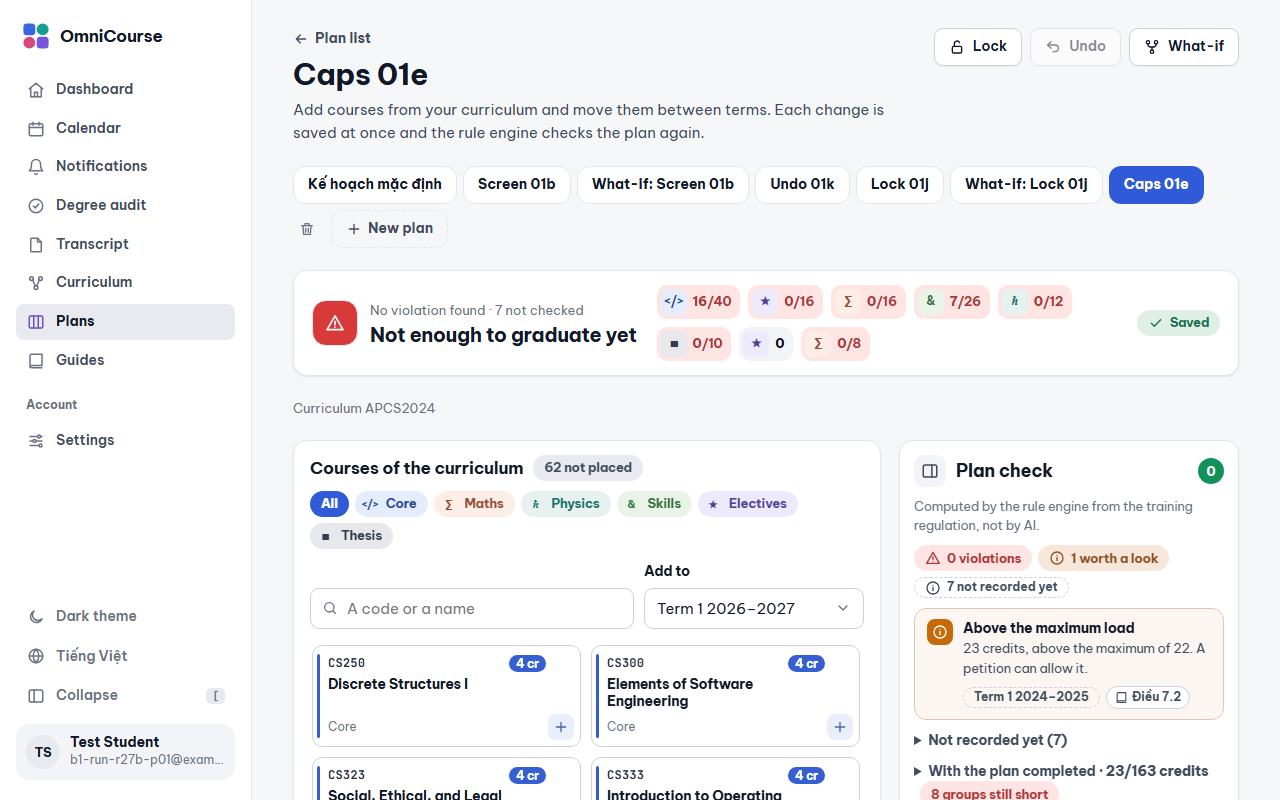 OmniCourse
Dashboard
Calendar
Notifications
Degree audit
Transcript
Curriculum
Plans
Guides
Account
Settings
Dark theme
Tiếng Việt
Collapse [
TS
Test Student
b1-run-r27b-p01@exam...
Plan list
Lock
Undo
What-if
Caps 01e
Add courses from your curriculum and move them between terms. Each change is
saved at once and the rule engine checks the plan again.
Kế hoạch mặc định
Screen 01b
What-if: Screen 01b
Undo 01k
Lock 01j
What-if: Lock 01j
Caps 01e
New plan
No violation found · 7 not checked
Not enough to graduate yet
</> 16/40
★ 0/16
∑ 0/16
& 7/26
ℏ 0/12
■ 0/10
★ 0
∑ 0/8
Saved
Curriculum APCS2024
Courses of the curriculum
62 not placed
All
</> Core
∑ Maths
ℏ Physics
& Skills
★ Electives
■ Thesis
Add to
A code or a name
Term 1 2026–2027
CS250
4 cr
Discrete Structures I
Core
CS300
4 cr
Elements of Software
Engineering
Core
CS323
4 cr
Social, Ethical, and Legal
CS333
4 cr
Introduction to Operating
Plan check
0
Computed by the rule engine from the training
regulation, not by AI.
0 violations
1 worth a look
7 not recorded yet
Above the maximum load
23 credits, above the maximum of 22. A
petition can allow it.
Term 1 2024–2025
Điều 7.2
Not recorded yet (7)
With the plan completed · 23/163 credits
8 groups still short